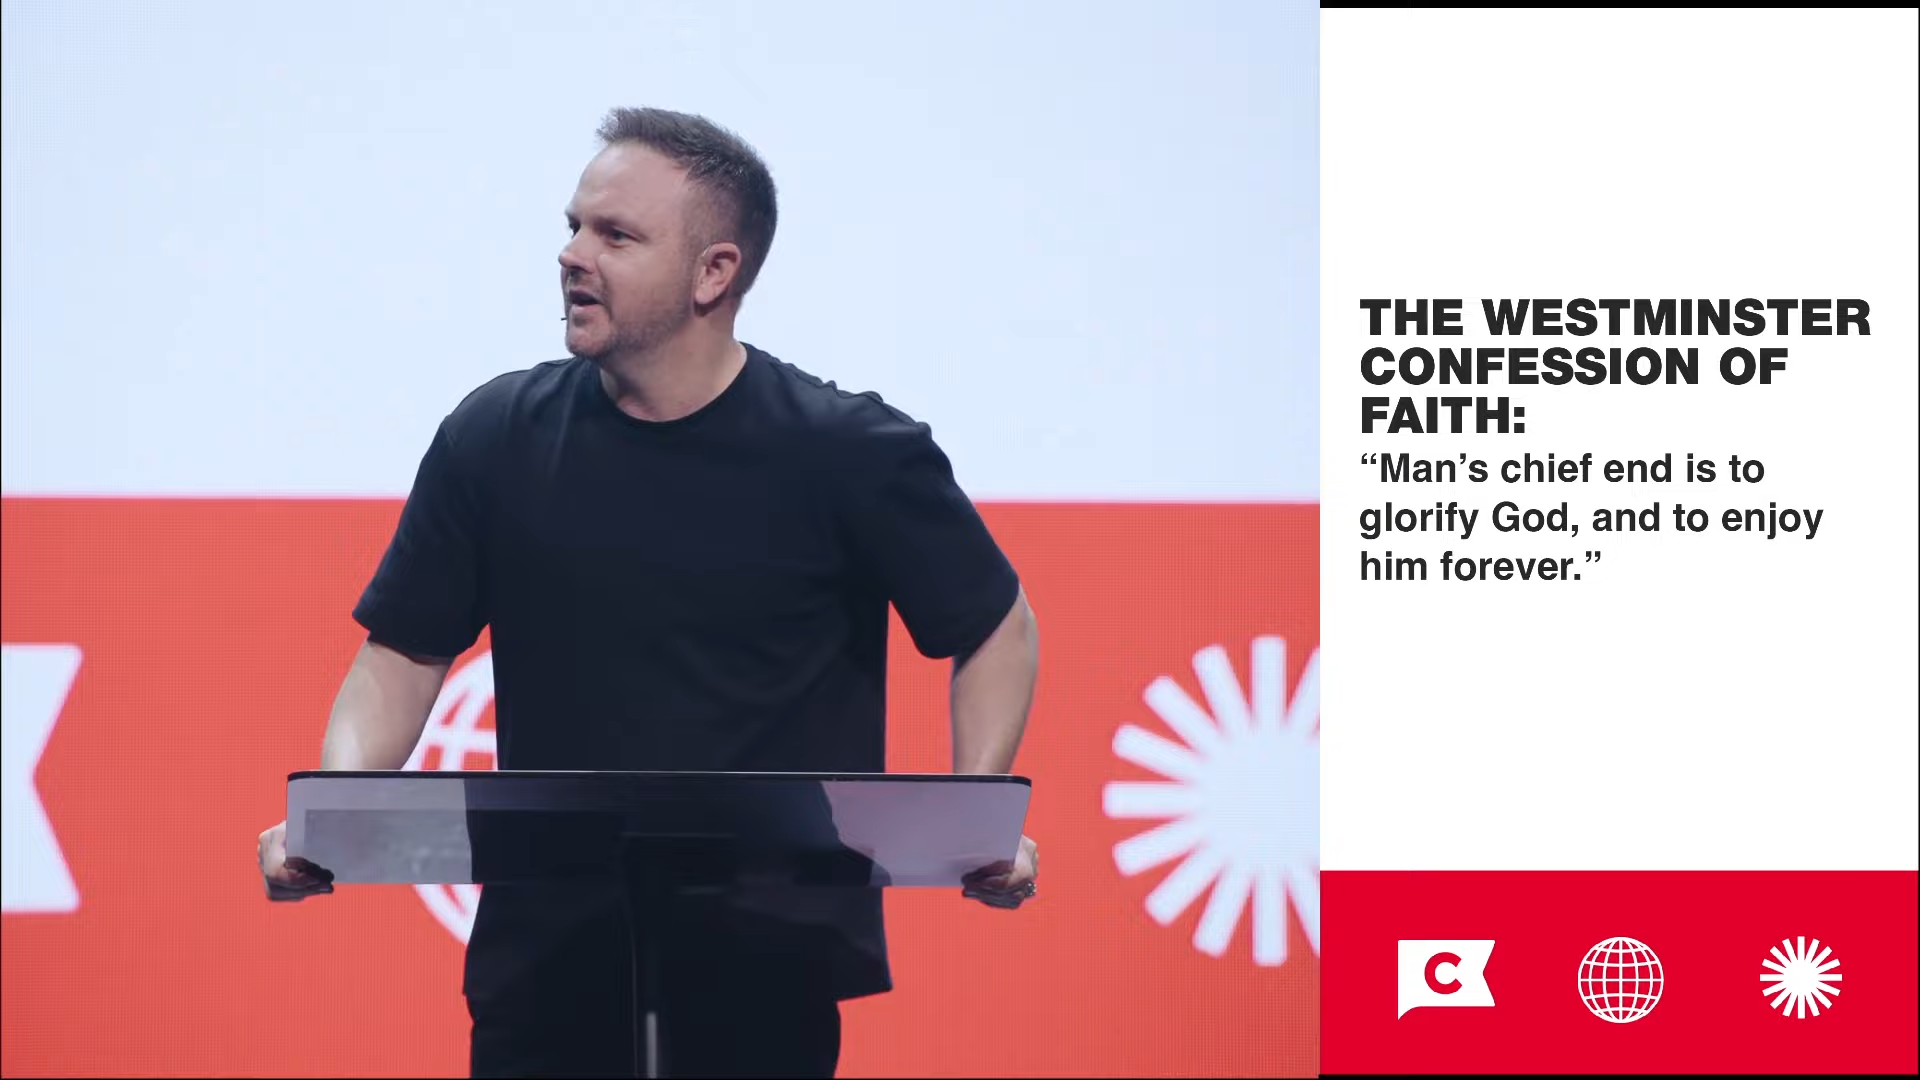 THE WESTMINSTER
CONFESSION OF
FAITH:
“Man’s chief end is to
glorify God, and to enjoy
him forever.”
C